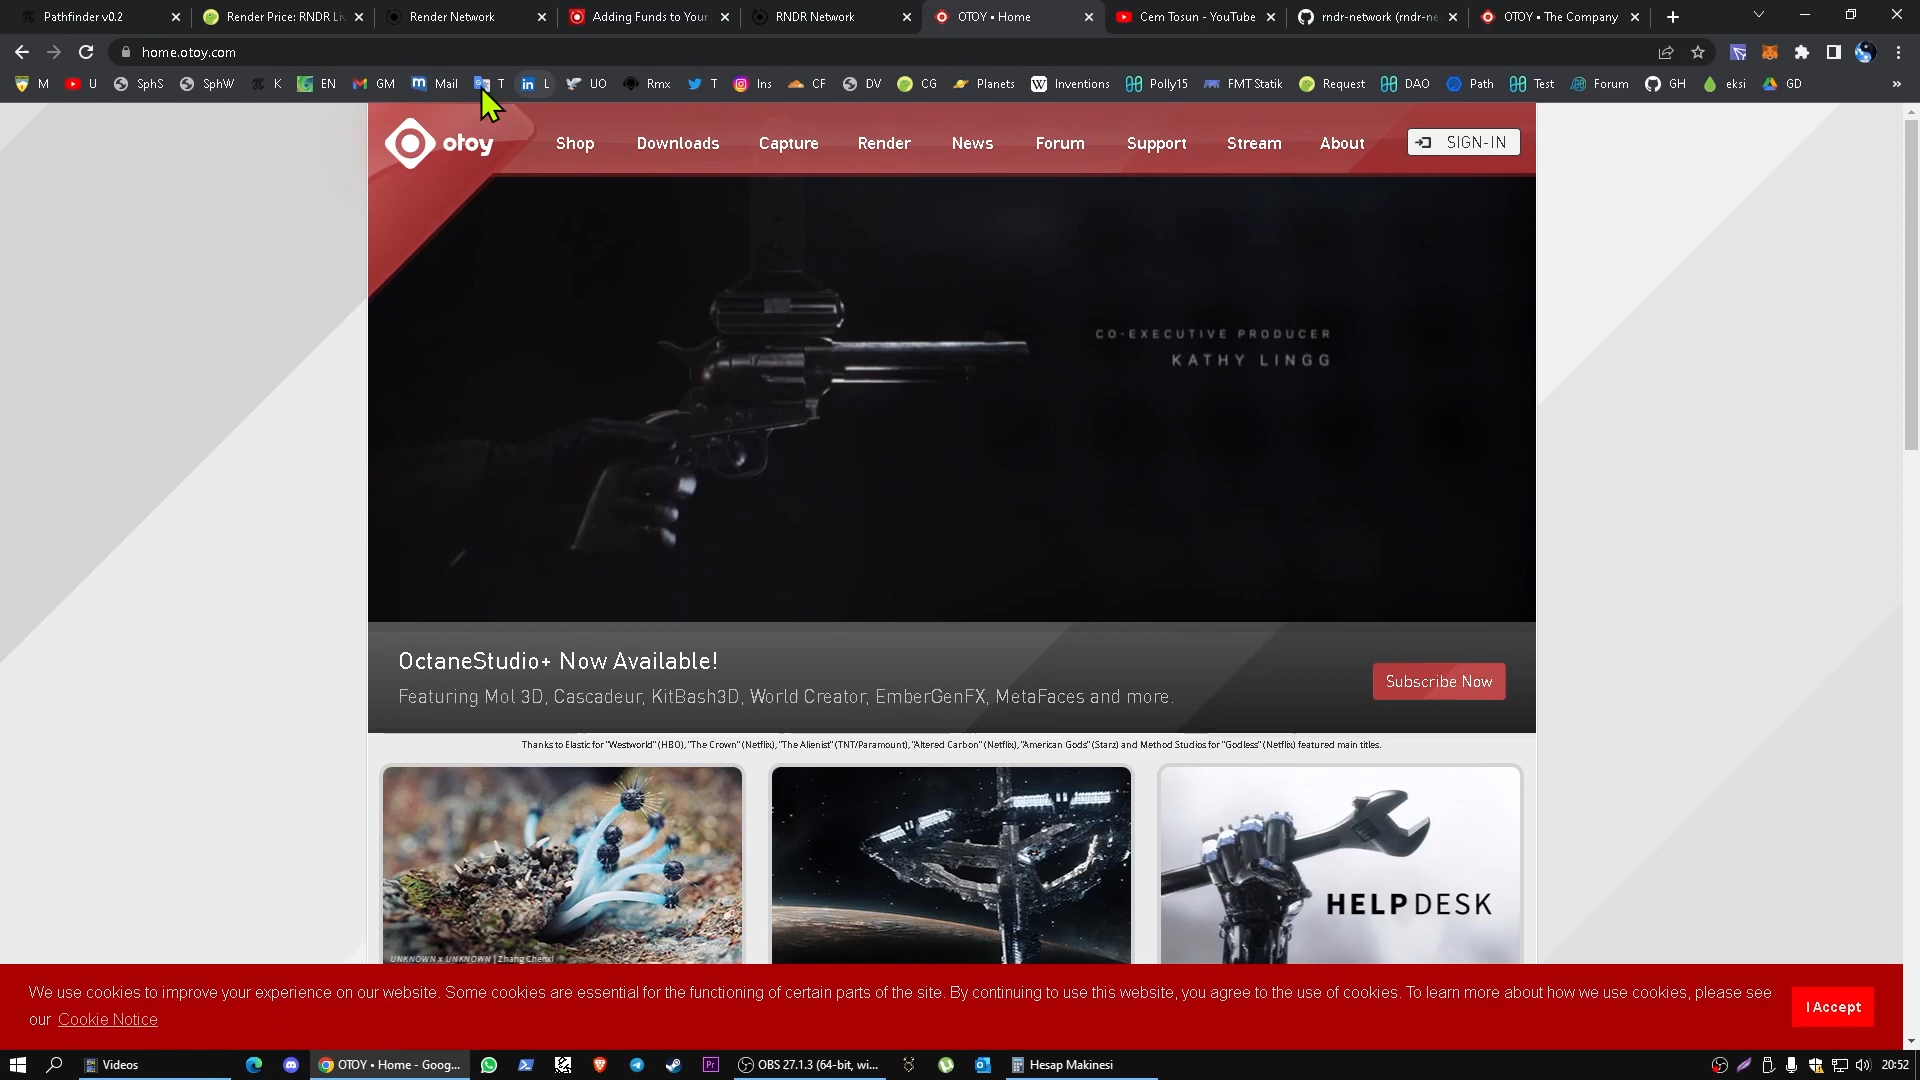 Pathfinder v0.2
Render Price: RNDR Li
Render Network
Adding Funds to Your
RNDR Network
OTOY • Home
Cem Tosun - YouTube
rndr-network (rndr-ne
OTOY • The Company
home.otoy.com
M
U
SphS
SphW
K
EN
GM
Mail
T
L
UO
Rmx
T
Ins
CF
DV
CG
Planets
Inventions
Polly15
FMT Statik
Request
DAO
Path
Test
Forum
GH
eksi
GD
»
otoy
Shop
Downloads
Capture
Render
News
Forum
Support
Stream
About
SIGN-IN
CO-EXECUTIVE PRODUCER
KATHY LINGG
OctaneStudio+ Now Available!
Featuring Mol 3D, Cascadeur, KitBash3D, World Creator, EmberGenFX, MetaFaces and more.
Subscribe Now
Thanks to Elastic for "Westworld" (HBO), "The Crown" (Netflix), "The Alienist" (TNT/Paramount), "Altered Carbon" (Netflix), "American Gods" (Starz) and Method Studios for "Godless" (Netflix) featured main titles.
UNKNOWN x UNKNOWN | Zhang Chenxi
HELPDESK
We use cookies to improve your experience on our website. Some cookies are essential for the functioning of certain parts of the site. By continuing to use this website, you agree to the use of cookies. To learn more about how we use cookies, please see
our Cookie Notice
I Accept
Videos
OTOY • Home - Goog...
Pr
OBS 27.1.3 (64-bit, wi...
Hesap Makinesi
20:52